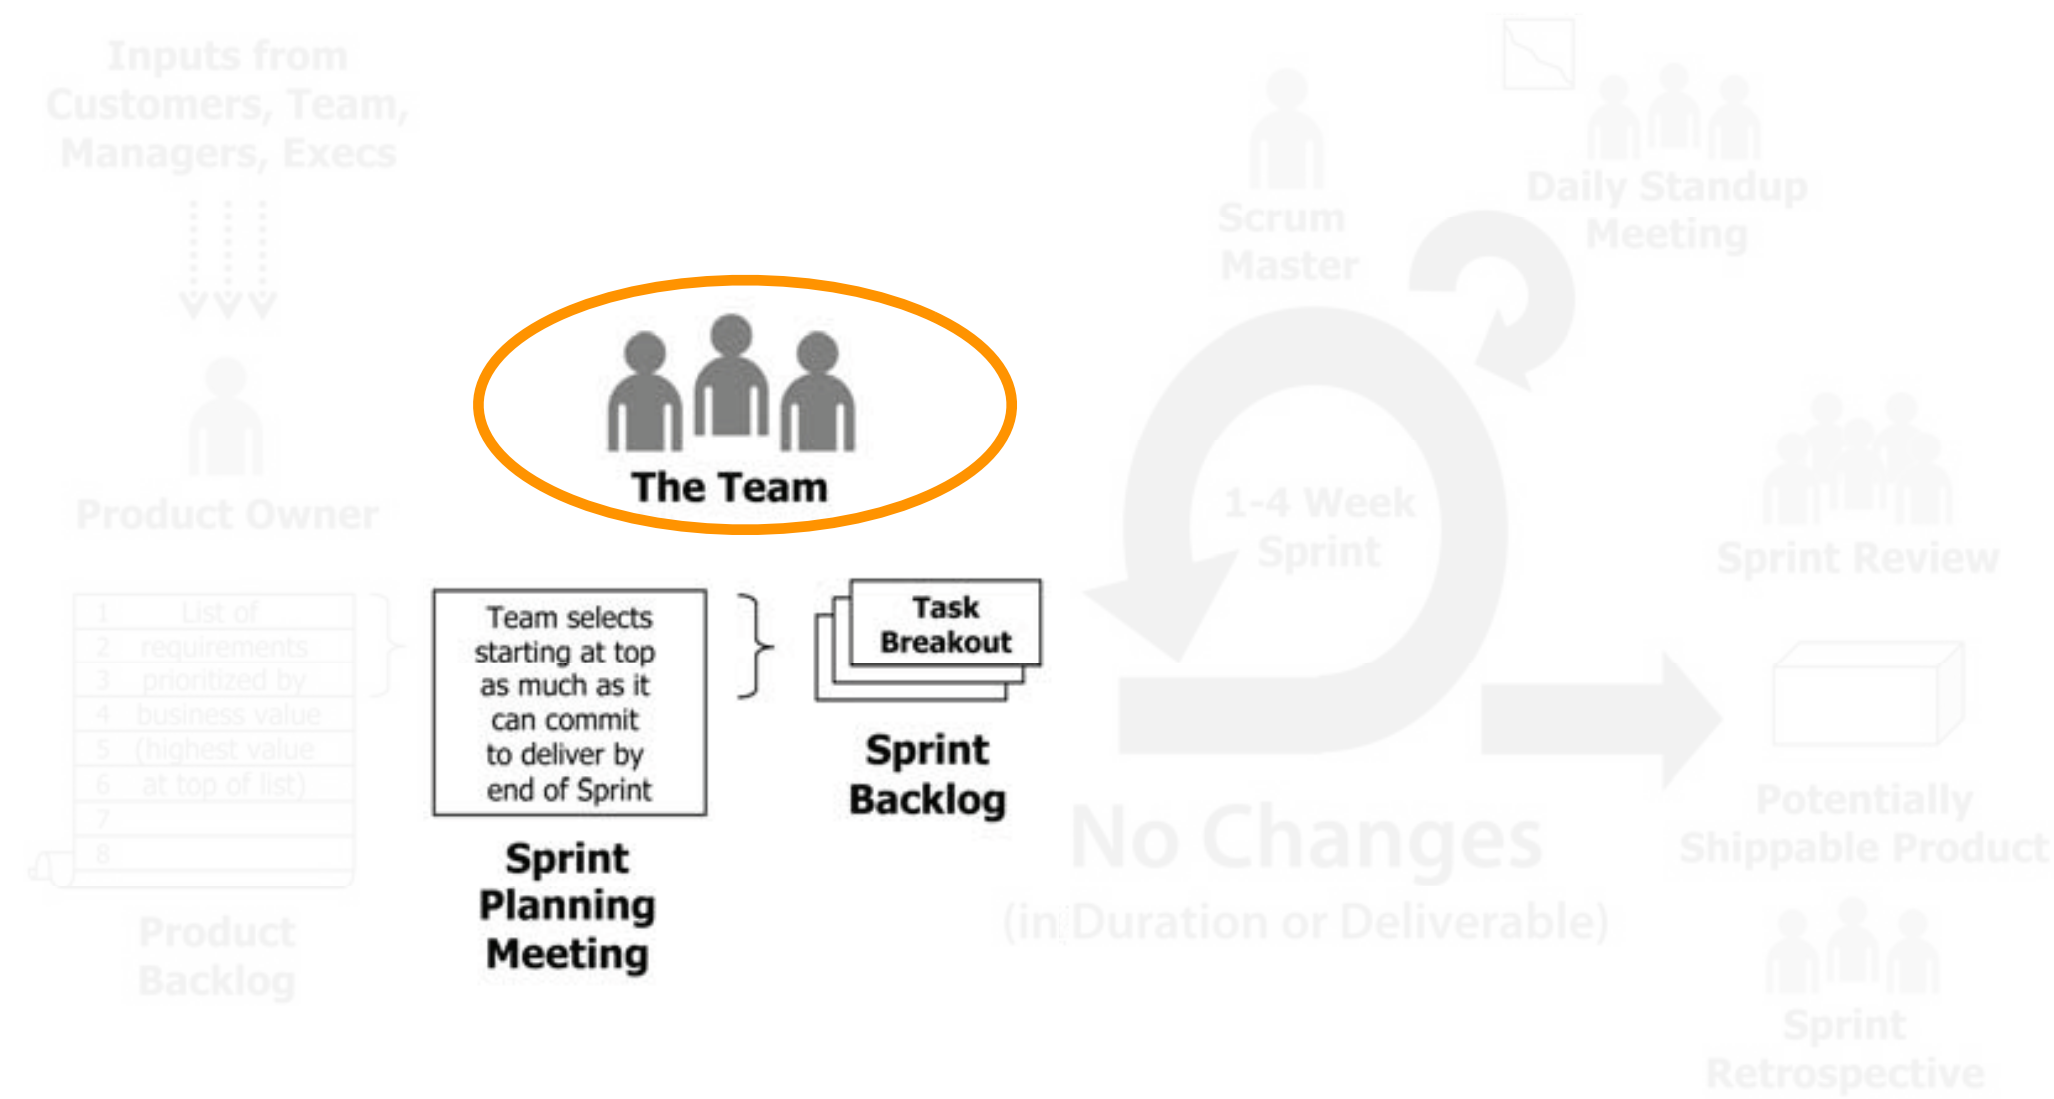 Inputs from
Customers, Team,
Managers, Execs
Product Owner
1 List of
2 requirements
3 prioritized by
4 business value
5 (highest value
6 at top of list)
7
8
Product
Backlog
The Team
Team selects
starting at top
as much as it
can commit
to deliver by
end of Sprint
Sprint
Planning
Meeting
Task
Breakout
Sprint
Backlog
Scrum
Master
Daily Standup
Meeting
1-4 Week
Sprint
No Changes
(in Duration or Deliverable)
Sprint Review
Potentially
Shippable Product
Sprint
Retrospective